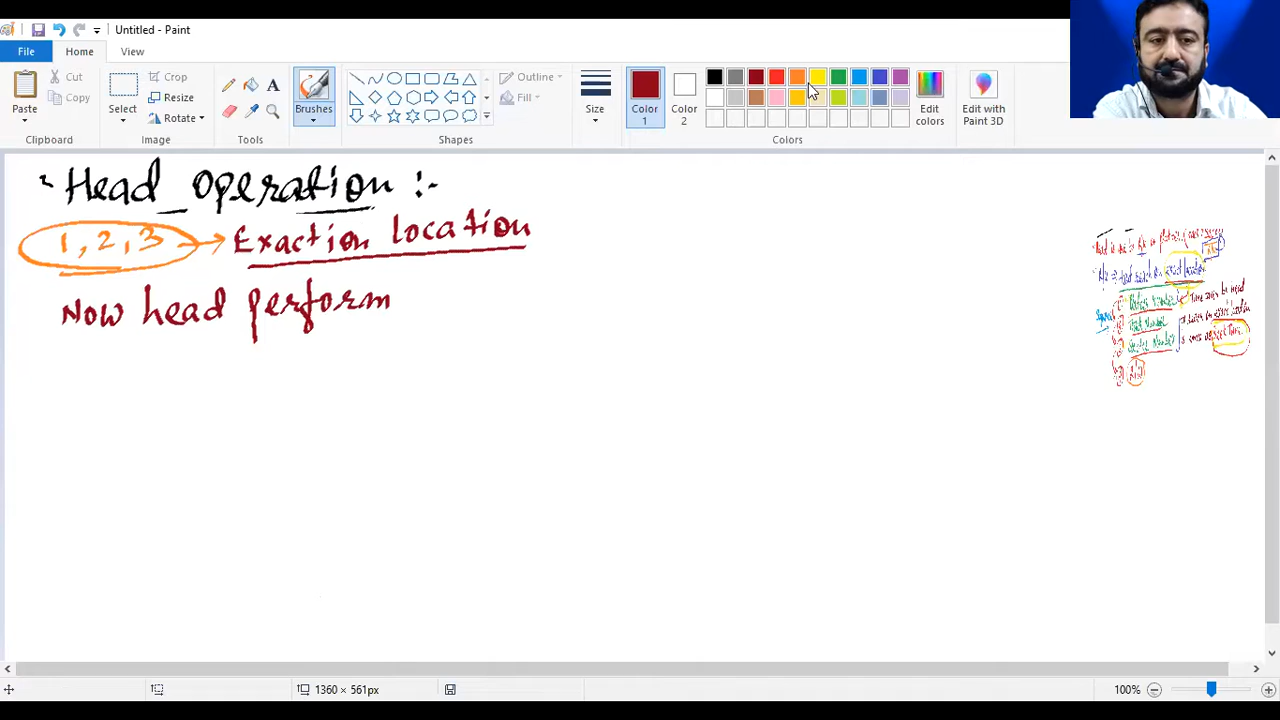 Untitled - Paint
File Home View
Cut
Copy
Paste
Clipboard
Crop
Resize
Rotate
Select
Image
Tools
Brushes
Outline
Fill
Shapes
Size
Color 1
Color 2
Edit colors
Colors
Edit with Paint 3D
Head operation :-
1, 2, 3 → Exaction location
Now head perform
1360 × 561px
100%